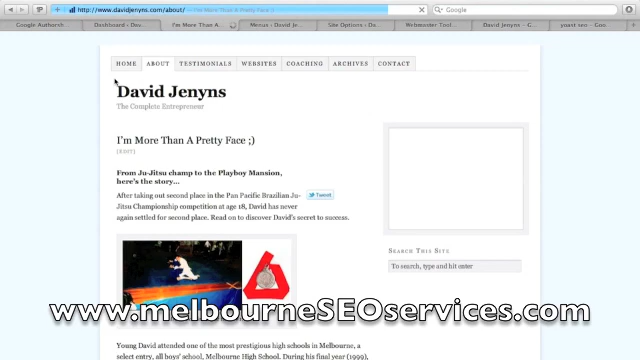 http://www.davidjenyns.com/about/ – I'm More Than A Pretty Face ;)
Google
Google Authorsh
Dashboard ‹ Dav...
I'm More Than A...
Menus ‹ David Je...
Site Options ‹ Da...
Webmaster Tool...
David Jenyns – G...
yoast seo – Goo...
HOME ABOUT TESTIMONIALS WEBSITES COACHING ARCHIVES CONTACT
David Jenyns
The Complete Entrepreneur
I'm More Than A Pretty Face ;)
(EDIT)
From Ju-Jitsu champ to the Playboy Mansion,
here's the story...
After taking out second place in the Pan Pacific Brazilian Ju-
Tweet
Jitsu Championship competition at age 18, David has never
again settled for second place. Read on to discover David's secret to success.
SEARCH THIS SITE
To search, type and hit enter
www.melbourneSEOservices.com
Young David attended one of the most prestigious high schools in Melbourne, a
select entry, all boys' school, Melbourne High School. During his final year (1999),